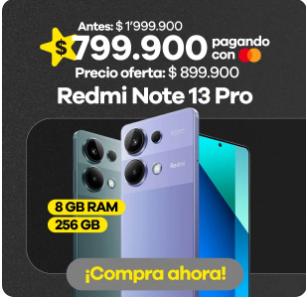 Antes: $ 1'999.900
$799.900 pagando con
Precio oferta: $ 899.900
Redmi Note 13 Pro
Redmi
8 GB RAM
256 GB
¡Compra ahora!